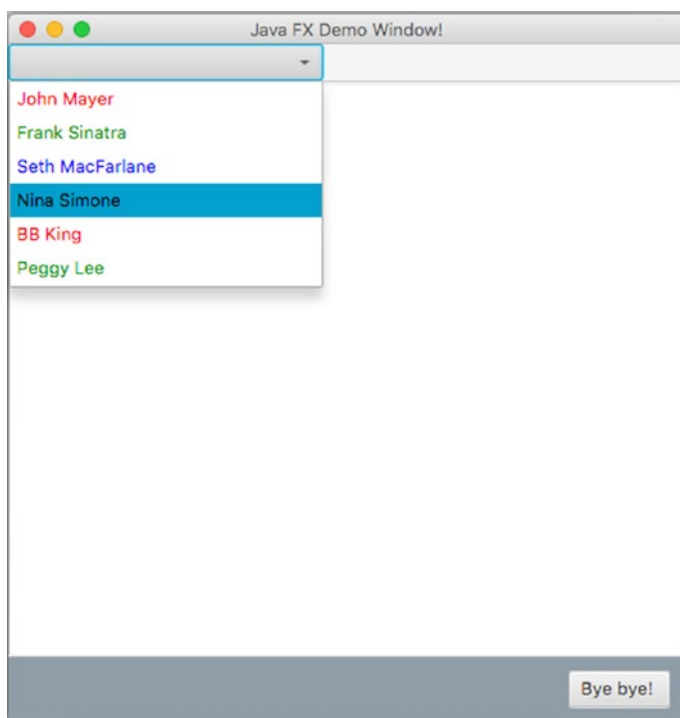 Java FX Demo Window!
John Mayer
Frank Sinatra
Seth MacFarlane
Nina Simone
BB King
Peggy Lee
Bye bye!